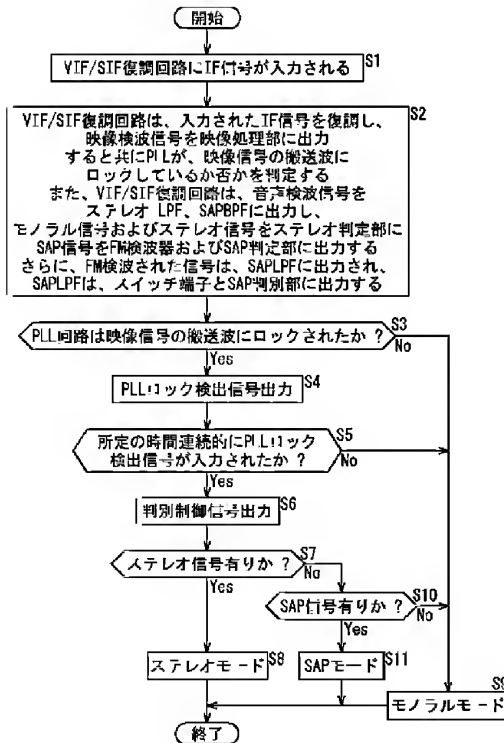 開始
S1
VIF/SIF復調回路にIF信号が入力される
S2
VIF/SIF復調回路は、入力されたIF信号を復調し、
映像検波信号を映像処理部に出力
すると共にPLLが、映像信号の搬送波に
ロックしているか否かを判定する
また、VIF/SIF復調回路は、音声検波信号を
ステレオ LPF、SAPBPFに出力し、
モノラル信号およびステレオ信号をステレオ判定部に
SAP信号をFM検波器およびSAP判定部に出力する
さらに、FM検波された信号は、SAPLPFに出力され、
SAPLPFは、スイッチ端子とSAP判別部に出力する
S3
PLL回路は映像信号の搬送波にロックされたか ?
No
Yes
S4
PLLロック検出信号出力
S5
所定の時間連続的にPLLロック
検出信号が入力されたか ?
No
Yes
S6
判別制御信号出力
S7
ステレオ信号有りか ?
No
Yes
S10
SAP信号有りか ?
No
Yes
ステレオモード
S8
SAPモード
S11
S9
モノラルモード
終了